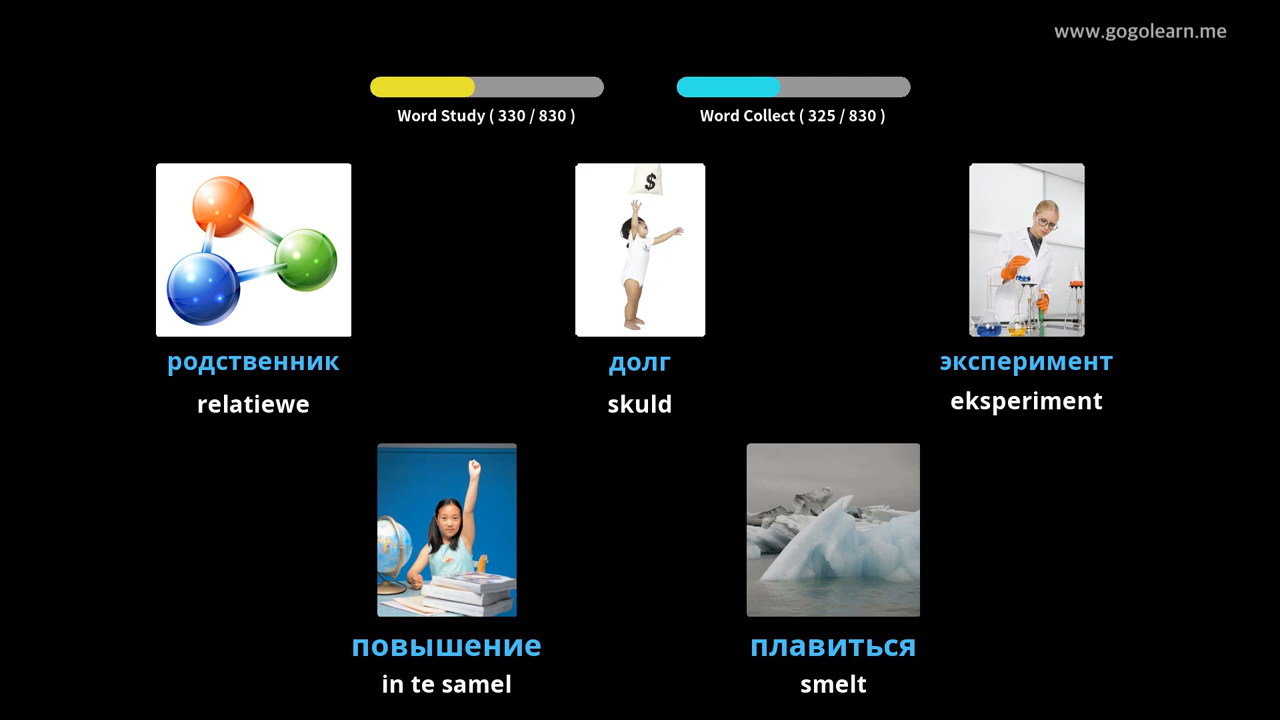 www.gogolearn.me
Word Study ( 330 / 830 )
Word Collect ( 325 / 830 )
$
родственник
relatiewe
долг
skuld
эксперимент
eksperiment
повышение
in te samel
плавиться
smelt